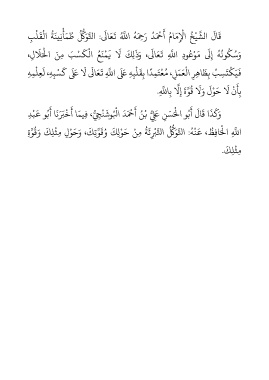 قَالَ الشَّيْخُ الْإِمَامُ أَحْمَدُ رَحِمَهُ اللهُ تَعَالَى: التَّوَكُّلُ طُمَأْنِينَةُ الْقَلْبِ
وَسُكُونُهُ إِلَى مَوْعُودِ اللهِ تَعَالَى، وَذَلِكَ لَا يَمْنَعُ الْكَسْبَ مِنَ الْحَلَالِ،
فَيَكْتَسِبُ بِظَاهِرِ الْعَمَلِ، مُعْتَمِدًا بِقَلْبِهِ عَلَى اللهِ تَعَالَى لَا عَلَى كَسْبِهِ، لِعِلْمِهِ
بِأَنْ لَا حَوْلَ وَلَا قُوَّةَ إِلَّا بِاللهِ.
وَكَذَا قَالَ أَبُو الْحَسَنِ عَلِيُّ بْنُ أَحْمَدَ الْبُوشَنْجِيُّ، فِيمَا أَخْبَرَنَا أَبُو عَبْدِ
اللهِ الْحَافِظُ، عَنْهُ: التَّوَكُّلُ التَّبْرِئَةُ مِنْ حَوْلِكَ وَقُوَّتِكَ، وَحَوْلِ مِثْلِكَ وَقُوَّةِ
مِثْلِكَ.